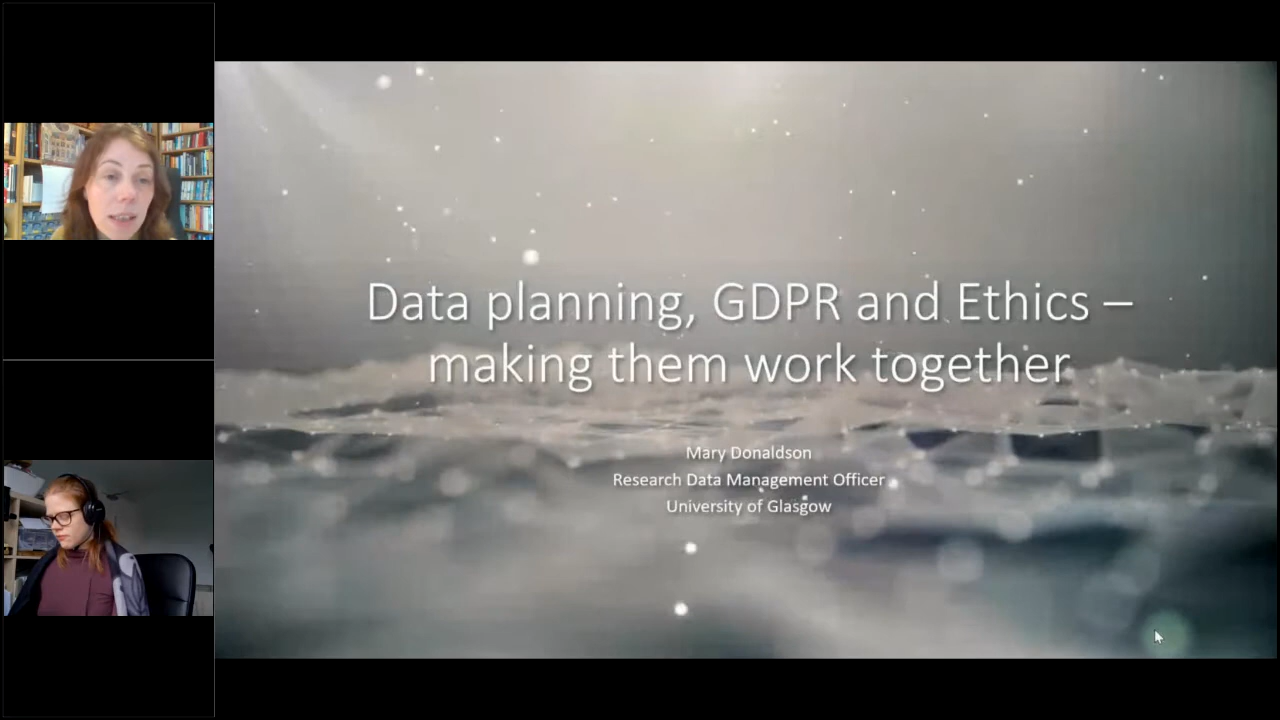 Data planning, GDPR and Ethics –
making them work together
Mary Donaldson
Research Data Management Officer
University of Glasgow